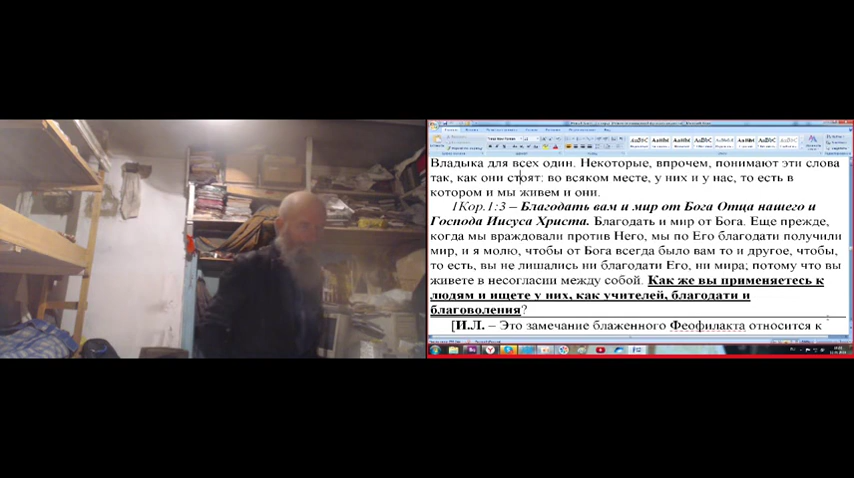 Владыка для всех один. Некоторые, впрочем, понимают эти слова
так, как они стоят: во всяком месте, у них и у нас, то есть в
котором и мы живем и они.
1Кор.1:3 – Благодать вам и мир от Бога Отца нашего и
Господа Иисуса Христа. Благодать и мир от Бога. Еще прежде,
когда мы враждовали против Него, мы по Его благодати получили
мир, и я молю, чтобы от Бога всегда было вам то и другое, чтобы,
то есть, вы не лишались ни благодати Его, ни мира; потому что вы
живете в несогласии между собой. Как же вы применяетесь к
людям и ищете у них, как учителей, благодати и
благоволения?
[И.Л. – Это замечание блаженного Феофилакта относится к